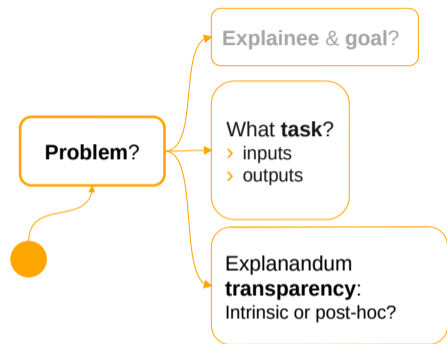 Explainee & goal?
Problem?
What task?
› inputs
› outputs
Explanandum
transparency:
Intrinsic or post-hoc?